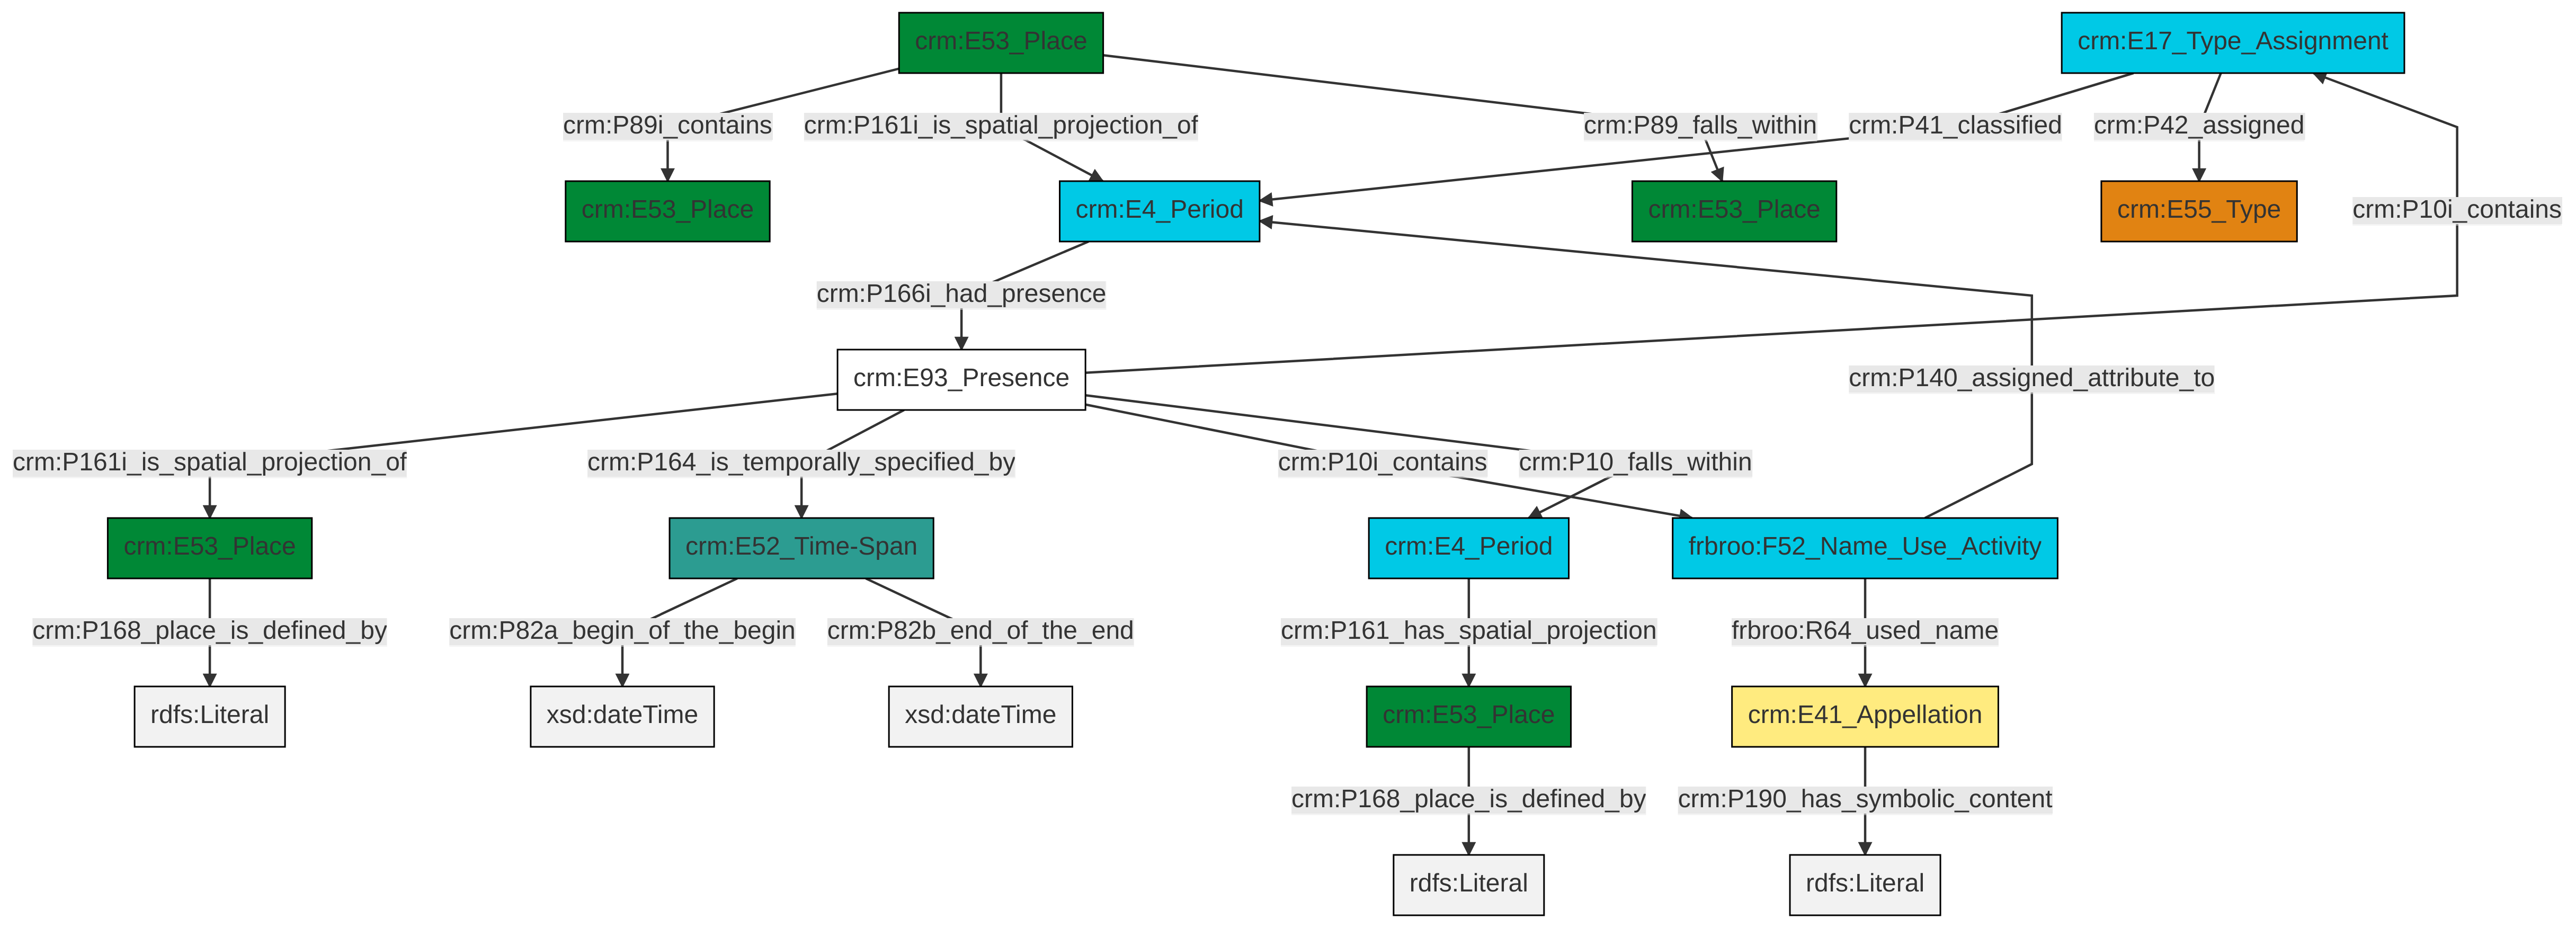 crm:E53_Place
crm:E17_Type_Assignment
crm:P89i_contains
crm:P161i_is_spatial_projection_of
crm:P89_falls_within
crm:P41_classified
crm:P42_assigned
crm:E53_Place
crm:E4_Period
crm:E53_Place
crm:E55_Type
crm:P10i_contains
crm:P166i_had_presence
crm:E93_Presence
crm:P140_assigned_attribute_to
crm:P161i_is_spatial_projection_of
crm:P164_is_temporally_specified_by
crm:P10i_contains
crm:P10_falls_within
crm:E53_Place
crm:E52_Time-Span
crm:E4_Period
frbroo:F52_Name_Use_Activity
crm:P168_place_is_defined_by
crm:P82a_begin_of_the_begin
crm:P82b_end_of_the_end
crm:P161_has_spatial_projection
frbroo:R64_used_name
rdfs:Literal
xsd:dateTime
xsd:dateTime
crm:E53_Place
crm:E41_Appellation
crm:P168_place_is_defined_by
crm:P190_has_symbolic_content
rdfs:Literal
rdfs:Literal